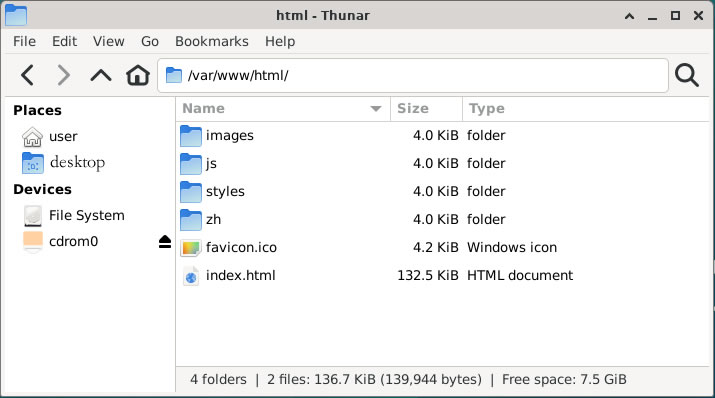 html - Thunar
File Edit View Go Bookmarks Help
/var/www/html/
Places
user
desktop
Devices
File System
cdrom0
Name Size Type
images 4.0 KiB folder
js 4.0 KiB folder
styles 4.0 KiB folder
zh 4.0 KiB folder
favicon.ico 4.2 KiB Windows icon
index.html 132.5 KiB HTML document
4 folders | 2 files: 136.7 KiB (139,944 bytes) | Free space: 7.5 GiB